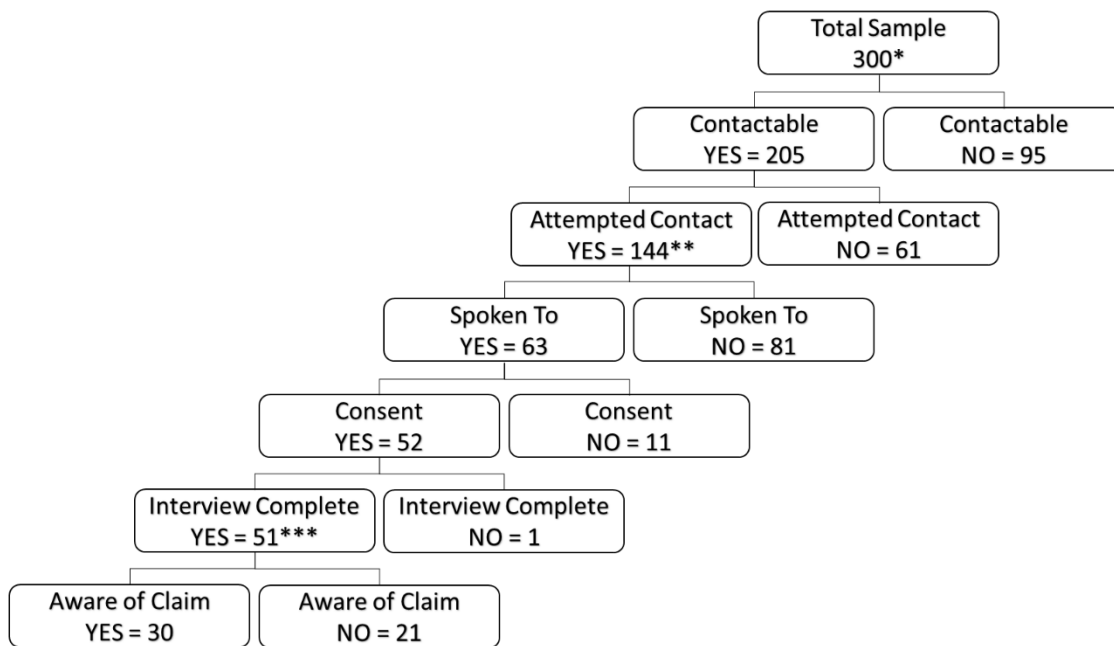 Total Sample
300*
Contactable
YES = 205
Contactable
NO = 95
Attempted Contact
YES = 144**
Attempted Contact
NO = 61
Spoken To
YES = 63
Spoken To
NO = 81
Consent
YES = 52
Consent
NO = 11
Interview Complete
YES = 51***
Interview Complete
NO = 1
Aware of Claim
YES = 30
Aware of Claim
NO = 21